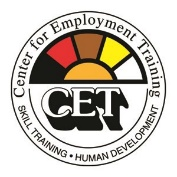 Center for Employment Training
CET
SKILL TRAINING • HUMAN DEVELOPMENT